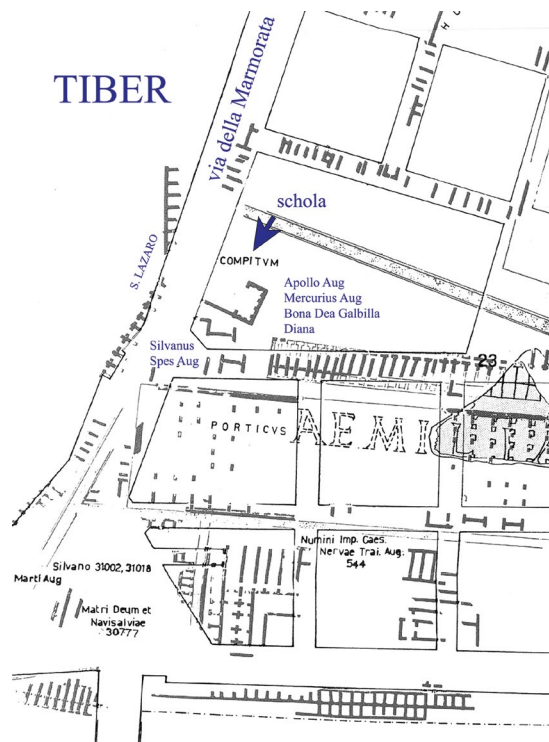 TIBER
via della Marmorata
schola
S. LAZARO
COMPITVM
Apollo Aug
Mercurius Aug
Bona Dea Galbilla
Diana
Silvanus
Spes Aug
23
PORTICVS
AEMILIA
Numini Imp. Caes.
Nervae Trai. Aug.
544
Silvano 31002, 31018
Marti Aug
Matri Deum et
Navisalviae
30777